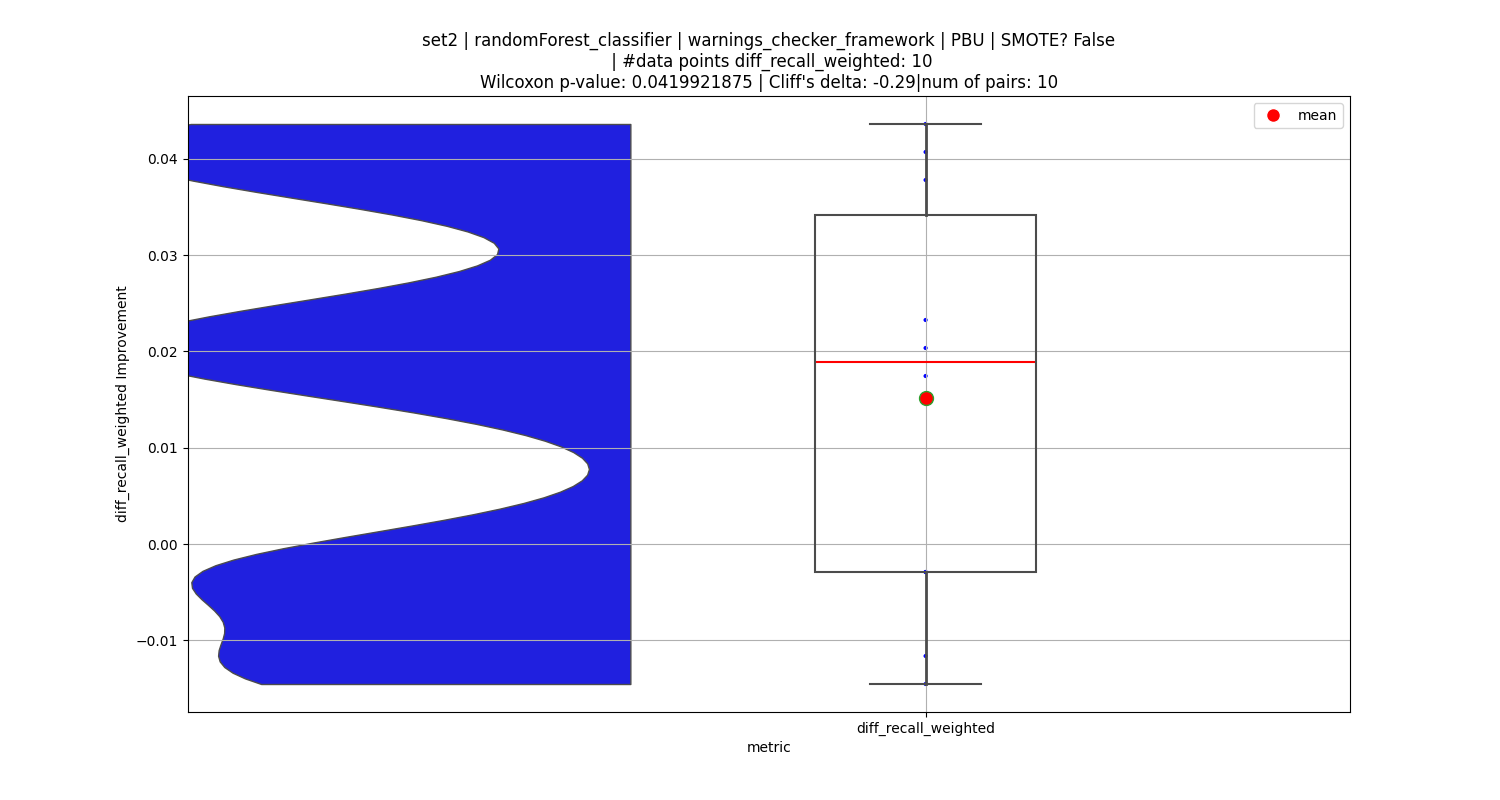 set2 | randomForest_classifier | warnings_checker_framework | PBU | SMOTE? False
| #data points diff_recall_weighted: 10
Wilcoxon p-value: 0.0419921875 | Cliff's delta: -0.29|num of pairs: 10
mean
0.04
0.03
0.02
0.01
0.00
−0.01
diff_recall_weighted Improvement
diff_recall_weighted
metric